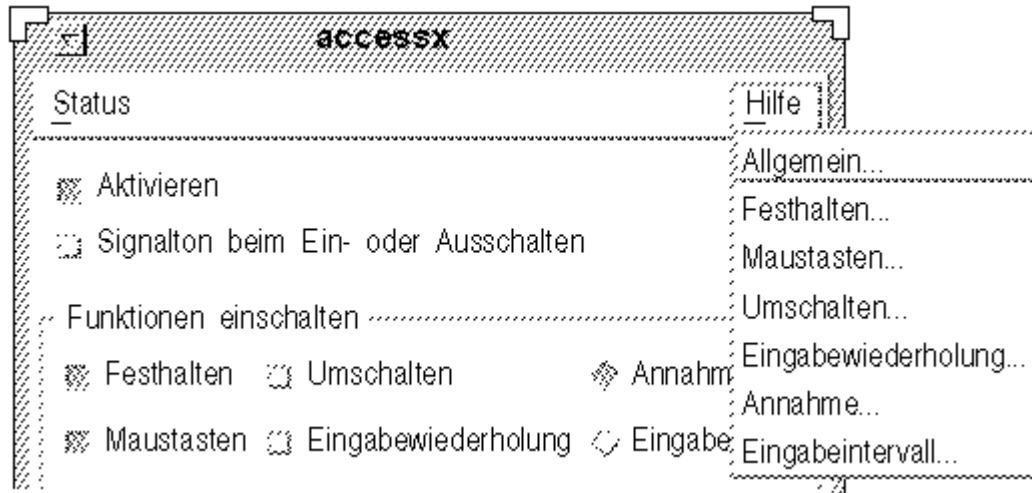 accessx
Status Hilfe
Allgemein...
Aktivieren
Festhalten...
Signalton beim Ein- oder Ausschalten
Maustasten...
Umschalten...
Funktionen einschalten
Eingabewiederholung...
Festhalten Umschalten Annahm
Annahme...
Maustasten Eingabewiederholung Eingabe
Eingabeintervall...